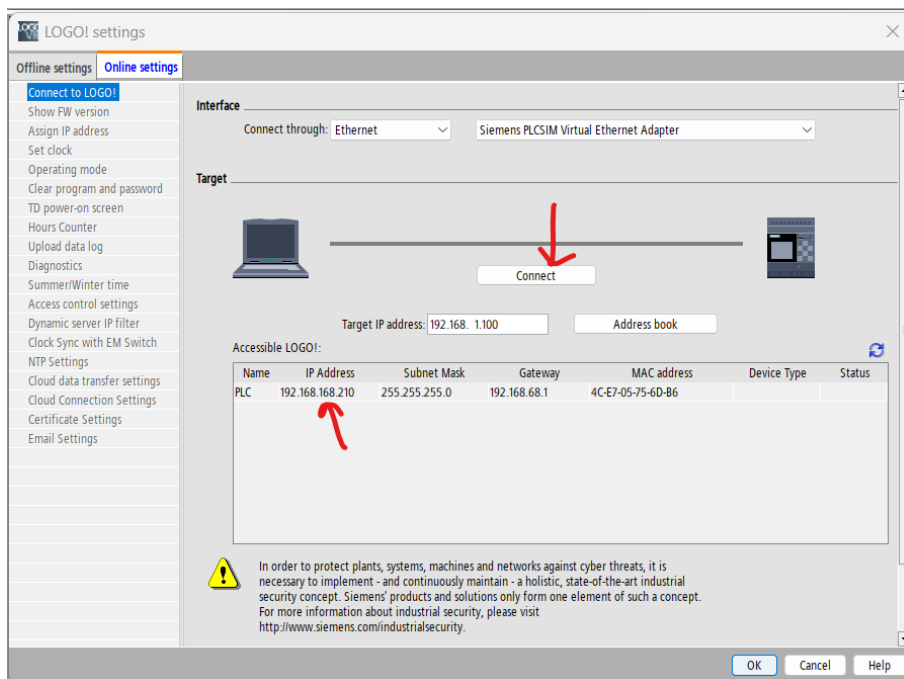 LOGO! settings
Offline settings
Online settings
Connect to LOGO!
Show FW version
Assign IP address
Set clock
Operating mode
Clear program and password
TD power-on screen
Hours Counter
Upload data log
Diagnostics
Summer/Winter time
Access control settings
Dynamic server IP filter
Clock Sync with EM Switch
NTP Settings
Cloud data transfer settings
Cloud Connection Settings
Certificate Settings
Email Settings
Interface
Connect through: Ethernet Siemens PLCSIM Virtual Ethernet Adapter
Target
Connect
Target IP address: 192.168. 1.100 Address book
Accessible LOGO!:
Name IP Address Subnet Mask Gateway MAC address Device Type Status
PLC 192.168.168.210 255.255.255.0 192.168.68.1 4C-E7-05-75-6D-B6
In order to protect plants, systems, machines and networks against cyber threats, it is
necessary to implement - and continuously maintain - a holistic, state-of-the-art industrial
security concept. Siemens' products and solutions only form one element of such a concept.
For more information about industrial security, please visit
http://www.siemens.com/industrialsecurity.
OK Cancel Help